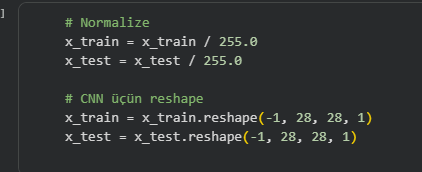 ]
# Normalize
x_train = x_train / 255.0
x_test = x_test / 255.0
# CNN üçün reshape
x_train = x_train.reshape(-1, 28, 28, 1)
x_test = x_test.reshape(-1, 28, 28, 1)